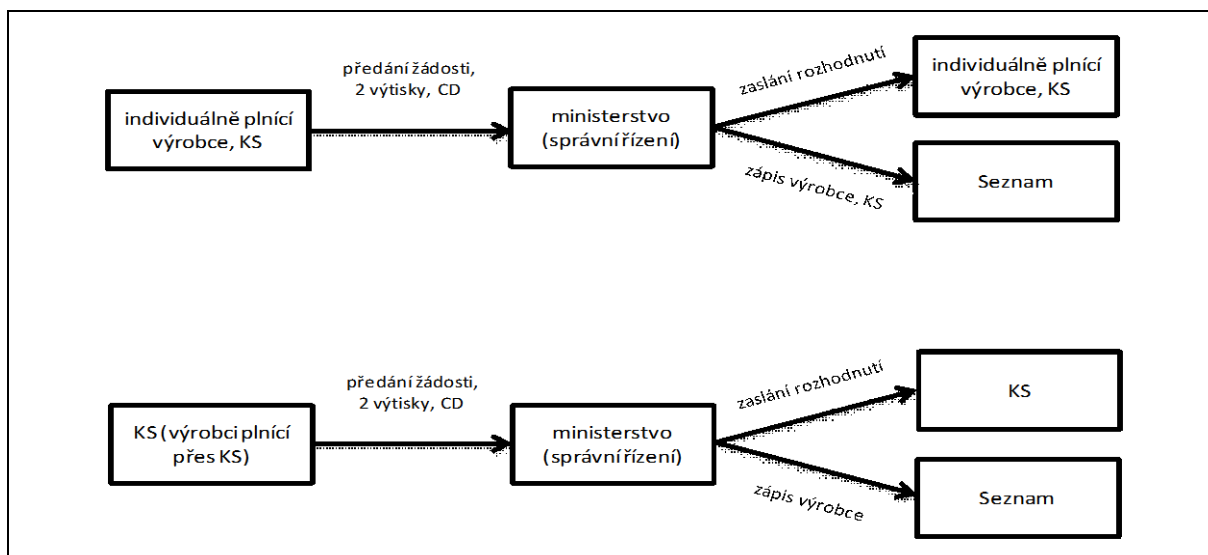 předání žádosti,
2 výtisky, CD
individuálně plnící
výrobce, KS
ministerstvo
(správní řízení)
zaslání rozhodnutí
individuálně plnící
výrobce, KS
zápis výrobce, KS
Seznam
předání žádosti,
2 výtisky, CD
KS (výrobci plnící
přes KS)
ministerstvo
(správní řízení)
zaslání rozhodnutí
KS
zápis výrobce
Seznam